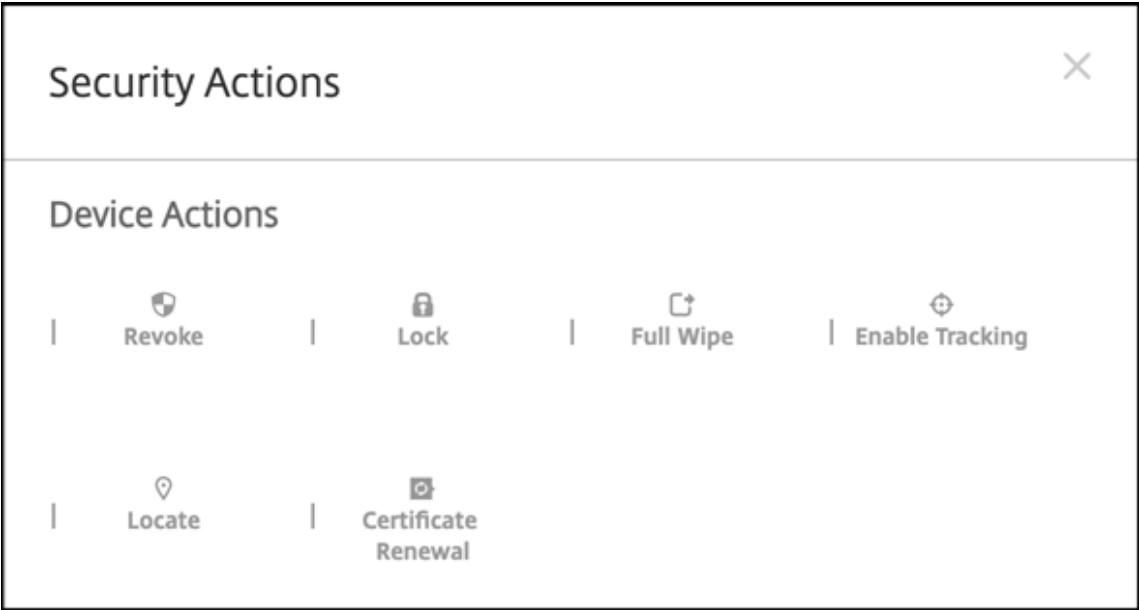 Security Actions
Device Actions
| Revoke | Lock | Full Wipe | Enable Tracking
| Locate | Certificate
Renewal